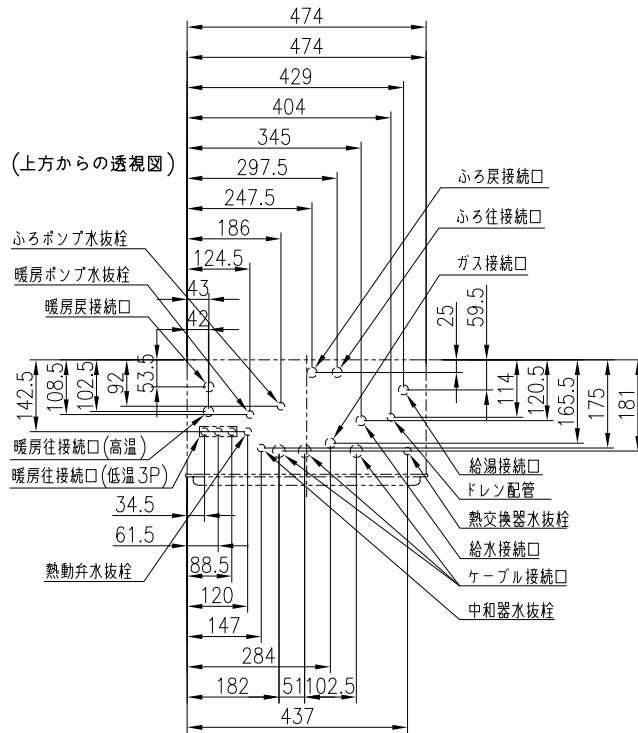 474
474
429
404
345
(上方からの透視図)
297.5
ふろ戻接続口
247.5
ふろ往接続口
186
ふろポンプ水抜栓
ガス接続口
124.5
暖房ポンプ水抜栓
43
暖房戻接続口
42
25
59.5
142.5
108.5
102.5
92
53.5
114
120.5
165.5
175
181
暖房往接続口(高温)
給湯接続口
暖房往接続口(低温3P)
ドレン配管
34.5
熱交換器水抜栓
61.5
給水接続口
熱動弁水抜栓
88.5
ケーブル接続口
120
中和器水抜栓
147
284
182
51
102.5
437